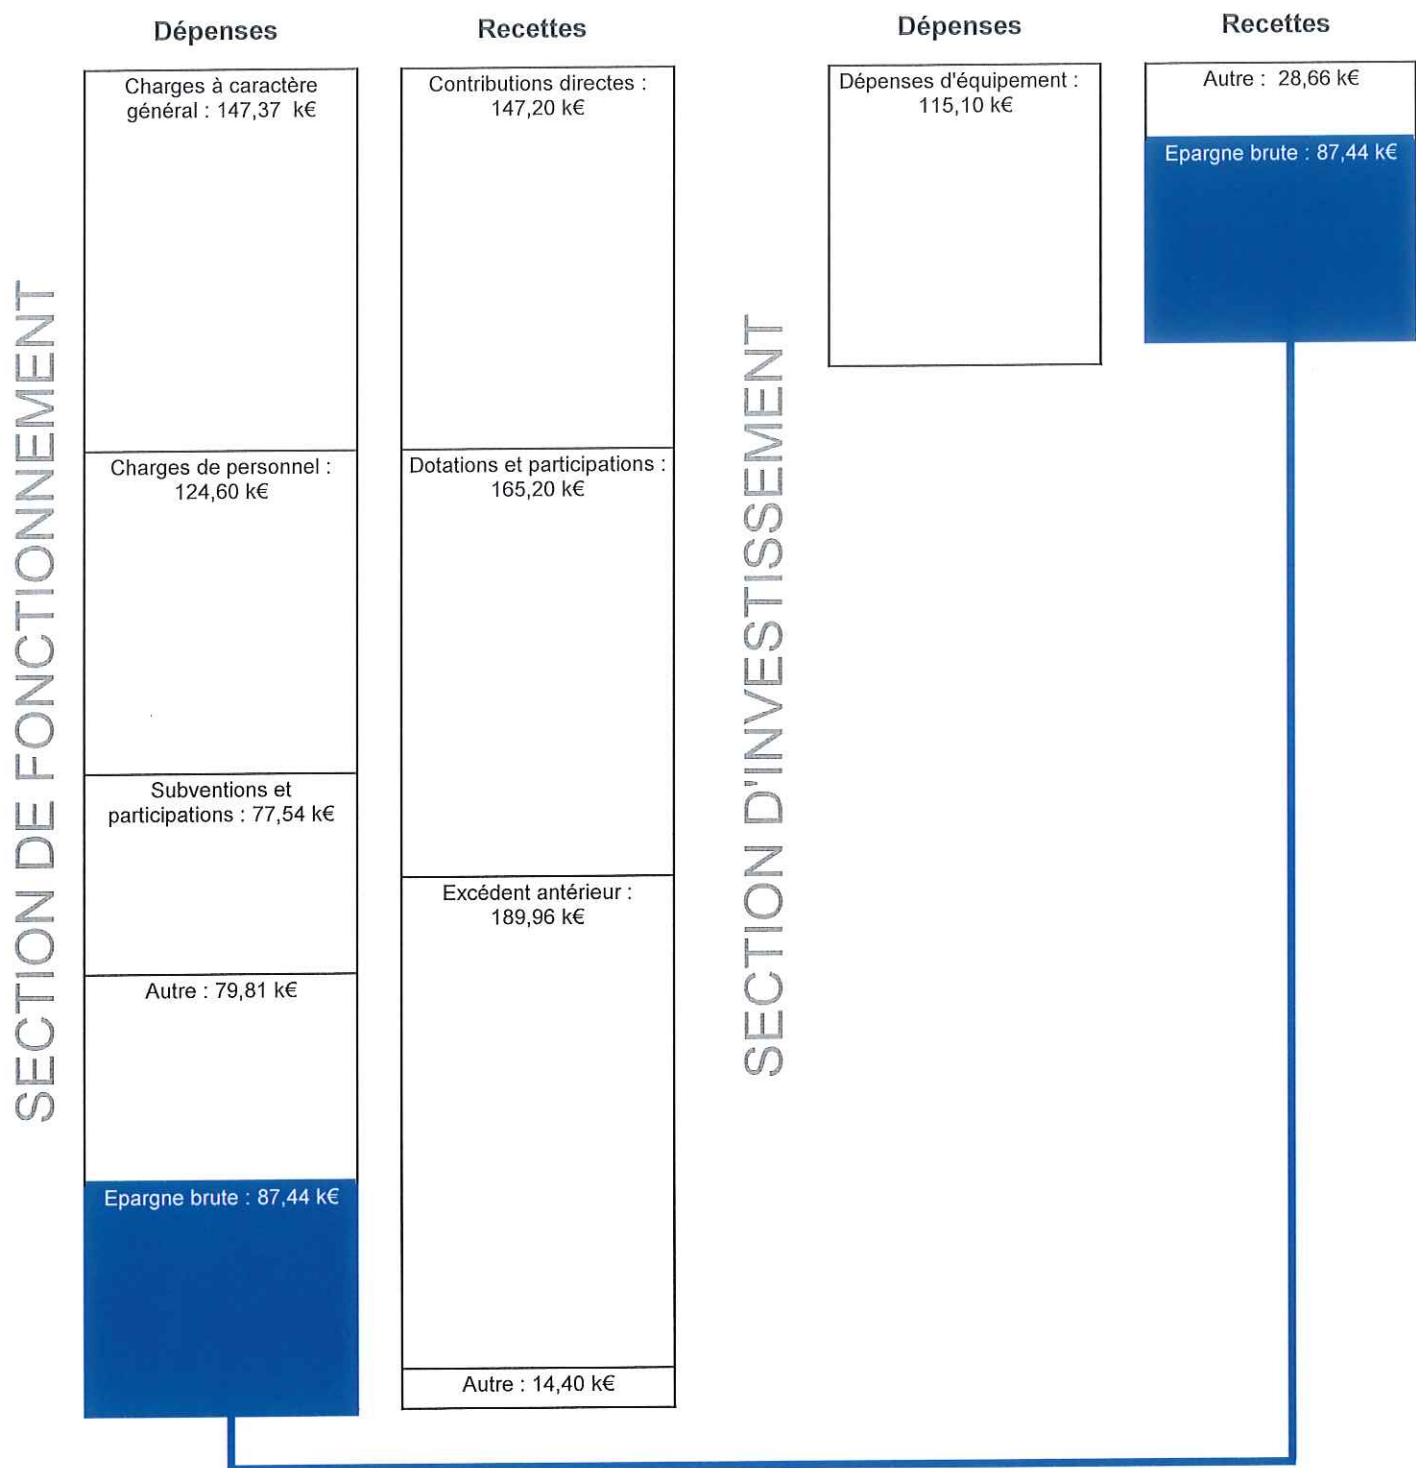 Dépenses
Recettes
Charges à caractère
général : 147,37 k€
Charges de personnel :
124,60 k€
Subventions et
participations : 77,54 k€
Autre : 79,81 k€
Epargne brute : 87,44 k€
Contributions directes :
147,20 k€
Dotations et participations :
165,20 k€
Excédent antérieur :
189,96 k€
Autre : 14,40 k€
SECTION DE FONCTIONNEMENT
Dépenses
Recettes
Dépenses d'équipement :
115,10 k€
Autre : 28,66 k€
Epargne brute : 87,44 k€
SECTION D'INVESTISSEMENT